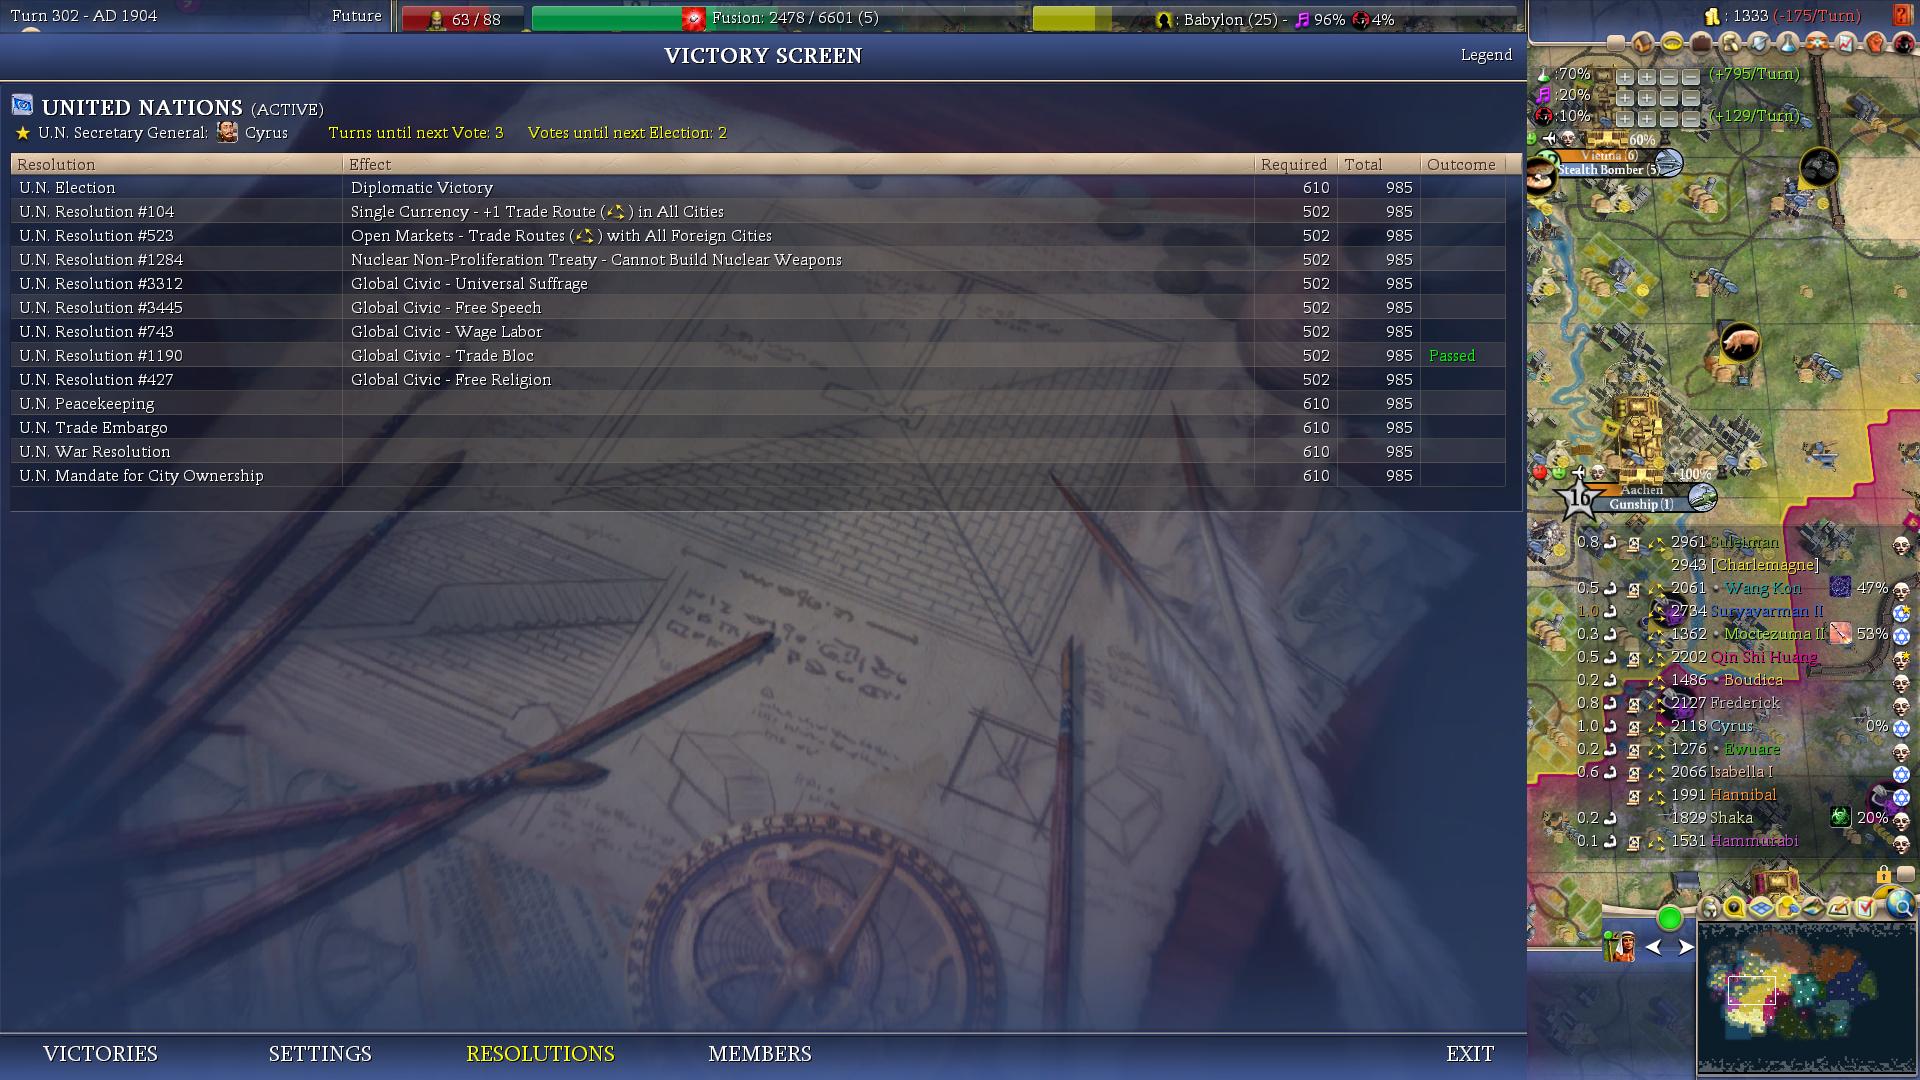 Turn 302 - AD 1904
Future
63 / 88
Fusion: 2478 / 6601 (5)
: Babylon (25) - 96% 4%
: 1333 (-175/Turn)
VICTORY SCREEN
Legend
UNITED NATIONS (ACTIVE)
U.N. Secretary General: Cyrus Turns until next Vote: 3 Votes until next Election: 2
Resolution Effect Required Total Outcome
U.N. Election Diplomatic Victory 610 985
U.N. Resolution #104 Single Currency - +1 Trade Route ( ) in All Cities 502 985
U.N. Resolution #523 Open Markets - Trade Routes ( ) with All Foreign Cities 502 985
U.N. Resolution #1284 Nuclear Non-Proliferation Treaty - Cannot Build Nuclear Weapons 502 985
U.N. Resolution #3312 Global Civic - Universal Suffrage 502 985
U.N. Resolution #3445 Global Civic - Free Speech 502 985
U.N. Resolution #743 Global Civic - Wage Labor 502 985
U.N. Resolution #1190 Global Civic - Trade Bloc 502 985 Passed
U.N. Resolution #427 Global Civic - Free Religion 502 985
U.N. Peacekeeping 610 985
U.N. Trade Embargo 610 985
U.N. War Resolution 610 985
U.N. Mandate for City Ownership 610 985
:70% (+795/Turn)
:20%
:10% (+129/Turn)
60%
Vienna (6)
Stealth Bomber (5)
+100%
16
Aachen
Gunship (1)
0.8 2961 Suleiman
2943 [Charlemagne]
0.5 2061 • Wang Kon 47%
1.0 2734 Suryavarman II
0.3 1362 • Moctezuma II 53%
0.5 2202 Qin Shi Huang
0.2 1486 • Boudica
0.8 2127 Frederick
1.0 2118 Cyrus 0%
0.2 1276 • Ewuare
0.6 2066 Isabella I
1991 Hannibal
0.2 1829 Shaka 20%
0.1 1531 Hammurabi
VICTORIES SETTINGS RESOLUTIONS MEMBERS EXIT